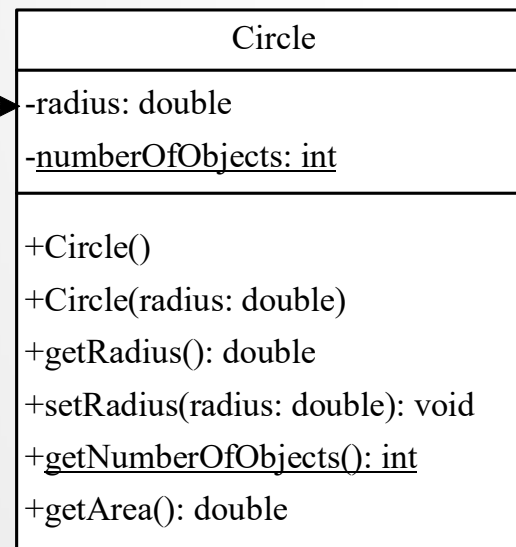 Circle
-radius: double
-numberOfObjects: int
+Circle()
+Circle(radius: double)
+getRadius(): double
+setRadius(radius: double): void
+getNumberOfObjects(): int
+getArea(): double